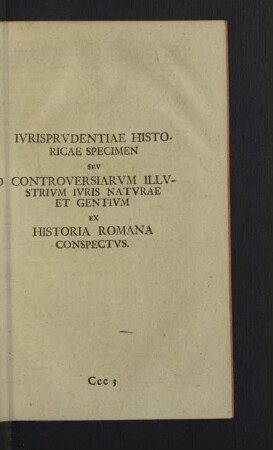 IVRISPRVDENTIAE HISTO-
RICAE SPECIMEN
SEV
CONTROVERSIARVM ILLV-
STRIVM IVRIS NATVRAE
ET GENTIVM
EX
HISTORIA ROMANA
CONSPECTVS.
Ccc 3